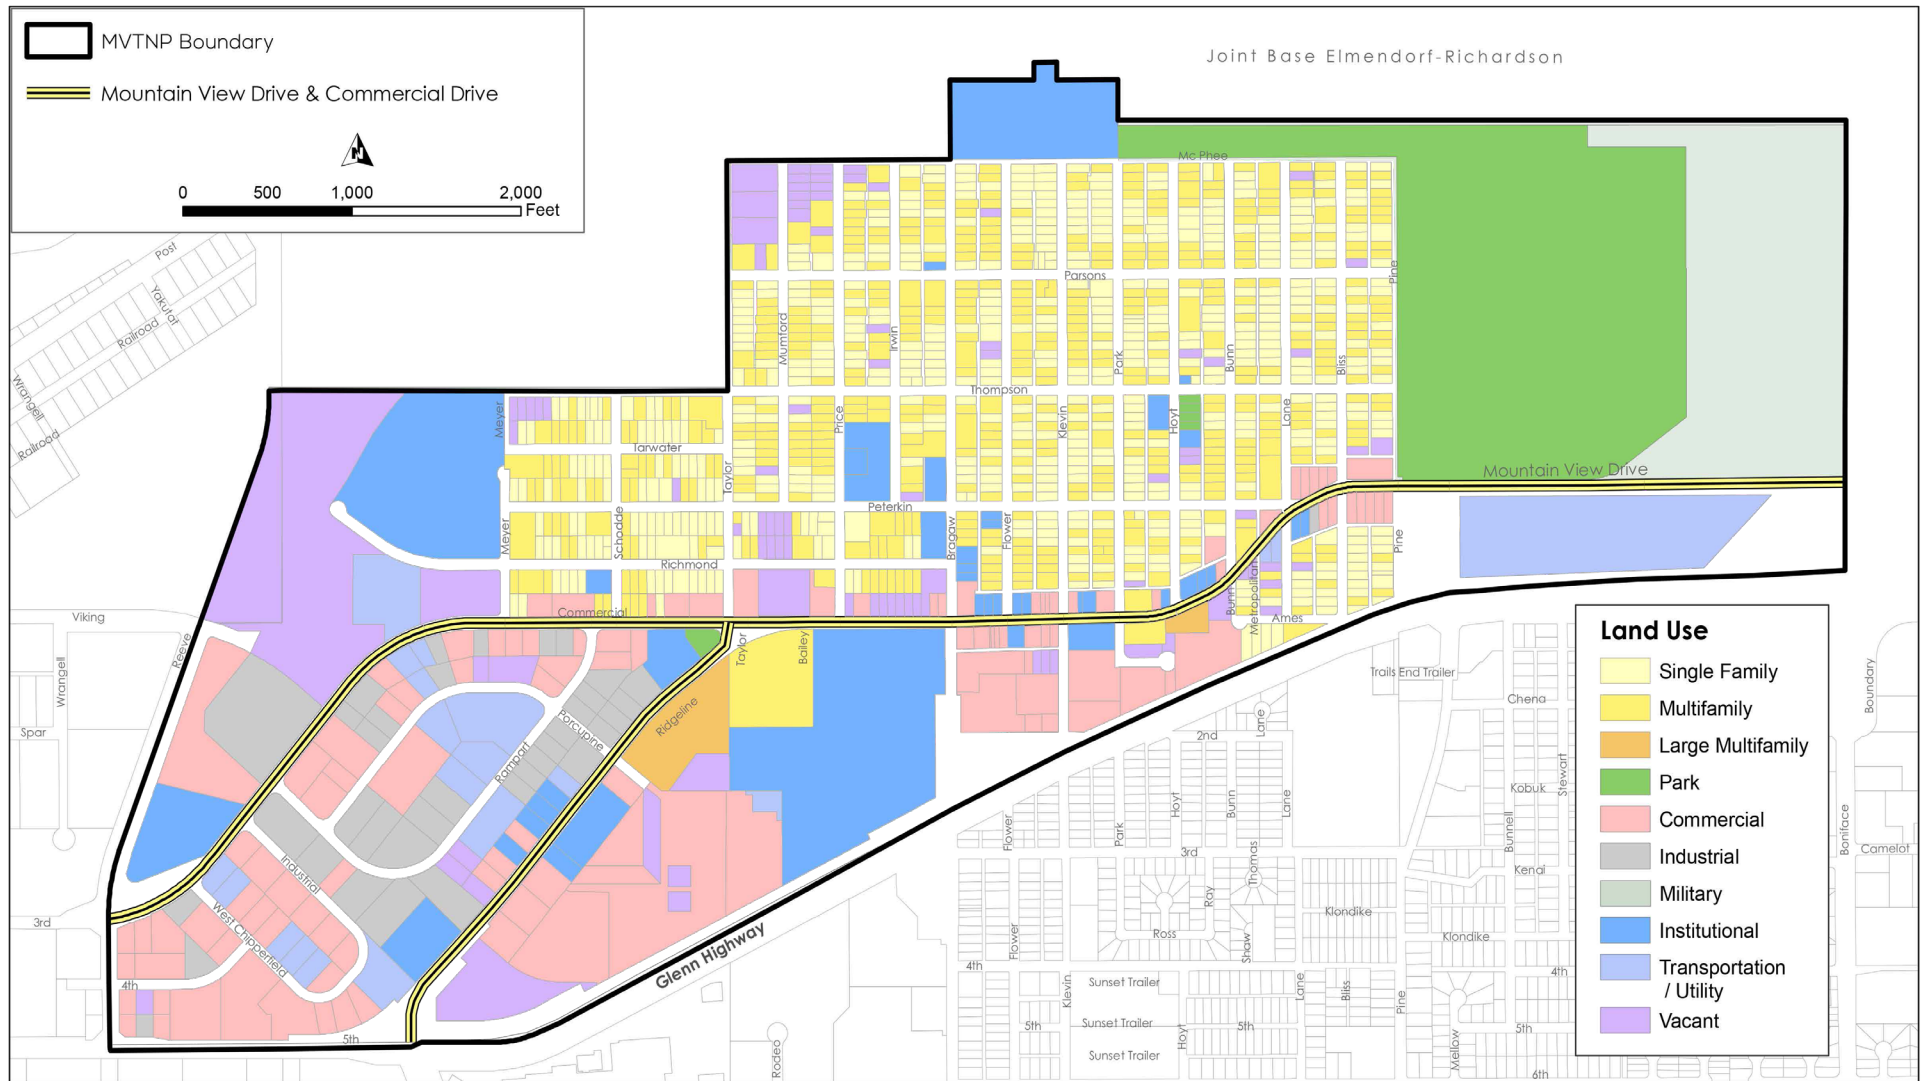 MVTNP Boundary
Mountain View Drive & Commercial Drive
N
0 500 1,000 2,000
Feet
Joint Base Elmendorf-Richardson
Mc Phee
Post
Yakutat
Railroad
Wrangell
Railroad
Parsons
Pine
Mumford
Irwin
Park
Bunn
Bliss
Thompson
Meyer
Price
Klevin
Hoyt
Lane
Tarwater
Taylor
Mountain View Drive
Peterkin
Meyer
Schodde
Bragaw
Flower
Pine
Richmond
Commercial
Bunn
Metropolitan
Ames
Viking
Reeve
Wrangell
Spar
Taylor
Bailey
Ridgeline
Porcupine
Rampart
Industrial
West Chipperfield
3rd
4th
5th
Glenn Highway
Trails End Trailer
Chena
Boundary
Lane
2nd
Stewart
Kobuk
Hoyt
Bunn
Lane
Flower
Park
Bunnell
Boniface
3rd
Thomas
Camelot
Kenai
Ray
Klondike
Ross
Shaw
Flower
Klondike
4th
4th
Sunset Trailer
Klevin
Lane
Bliss
Pine
Sunset Trailer
5th
Hoyt
5th
5th
Mellow
Sunset Trailer
Rodeo
6th
Land Use
Single Family
Multifamily
Large Multifamily
Park
Commercial
Industrial
Military
Institutional
Transportation
/ Utility
Vacant